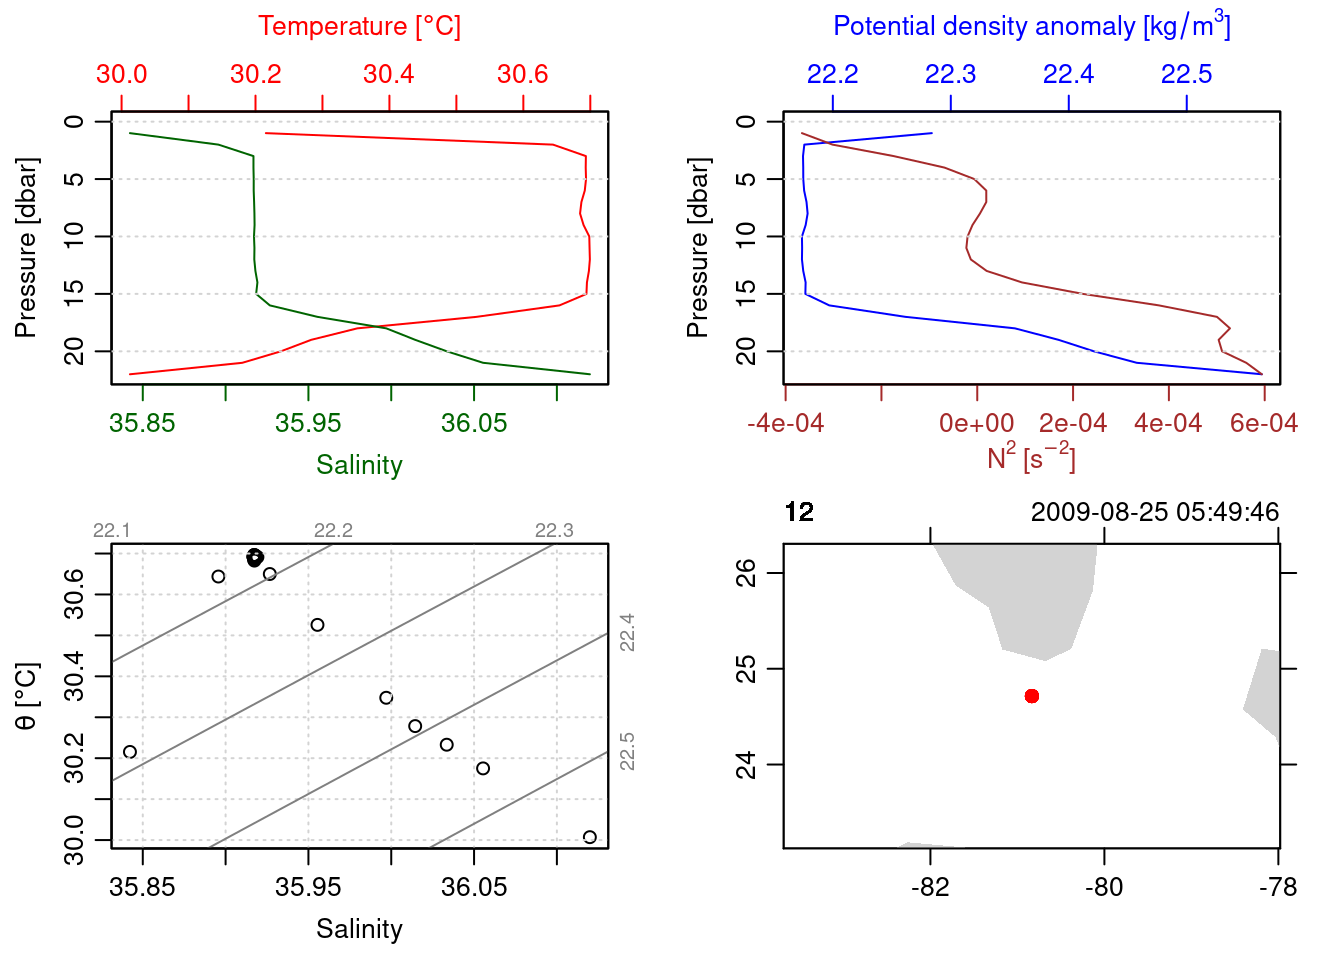 Temperature [°C]
30.0 30.2 30.4 30.6
0
5
10
15
20
Pressure [dbar]
35.85 35.95 36.05
Salinity
Potential density anomaly [kg/m³]
22.2 22.3 22.4 22.5
0
5
10
15
20
Pressure [dbar]
-4e-04 0e+00 2e-04 4e-04 6e-04
N² [s⁻²]
22.1 22.2 22.3
22.4
22.5
30.6
30.4
30.2
30.0
θ [°C]
35.85 35.95 36.05
Salinity
12 2009-08-25 05:49:46
26
25
24
-82 -80 -78